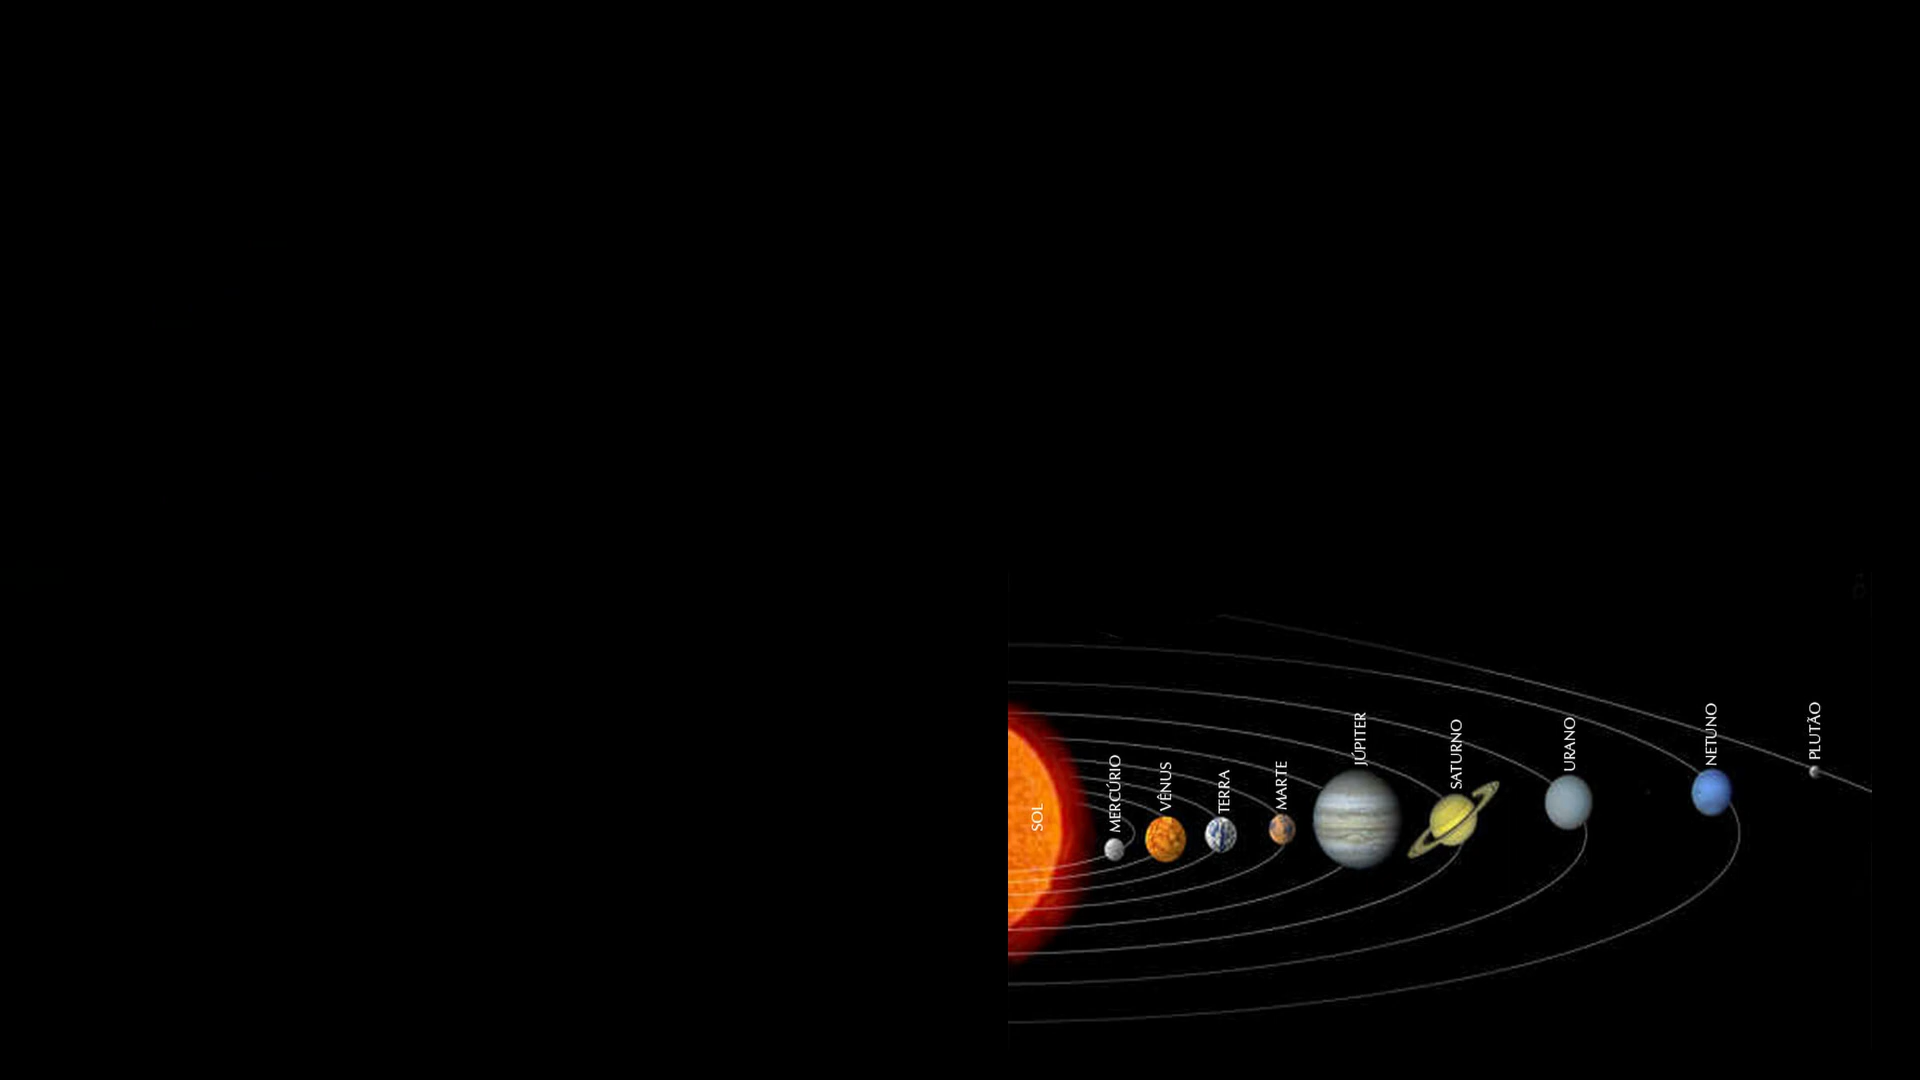 SOL
MERCÚRIO
VÊNUS
TERRA
MARTE
JÚPITER
SATURNO
URANO
NETUNO
PLUTÃO